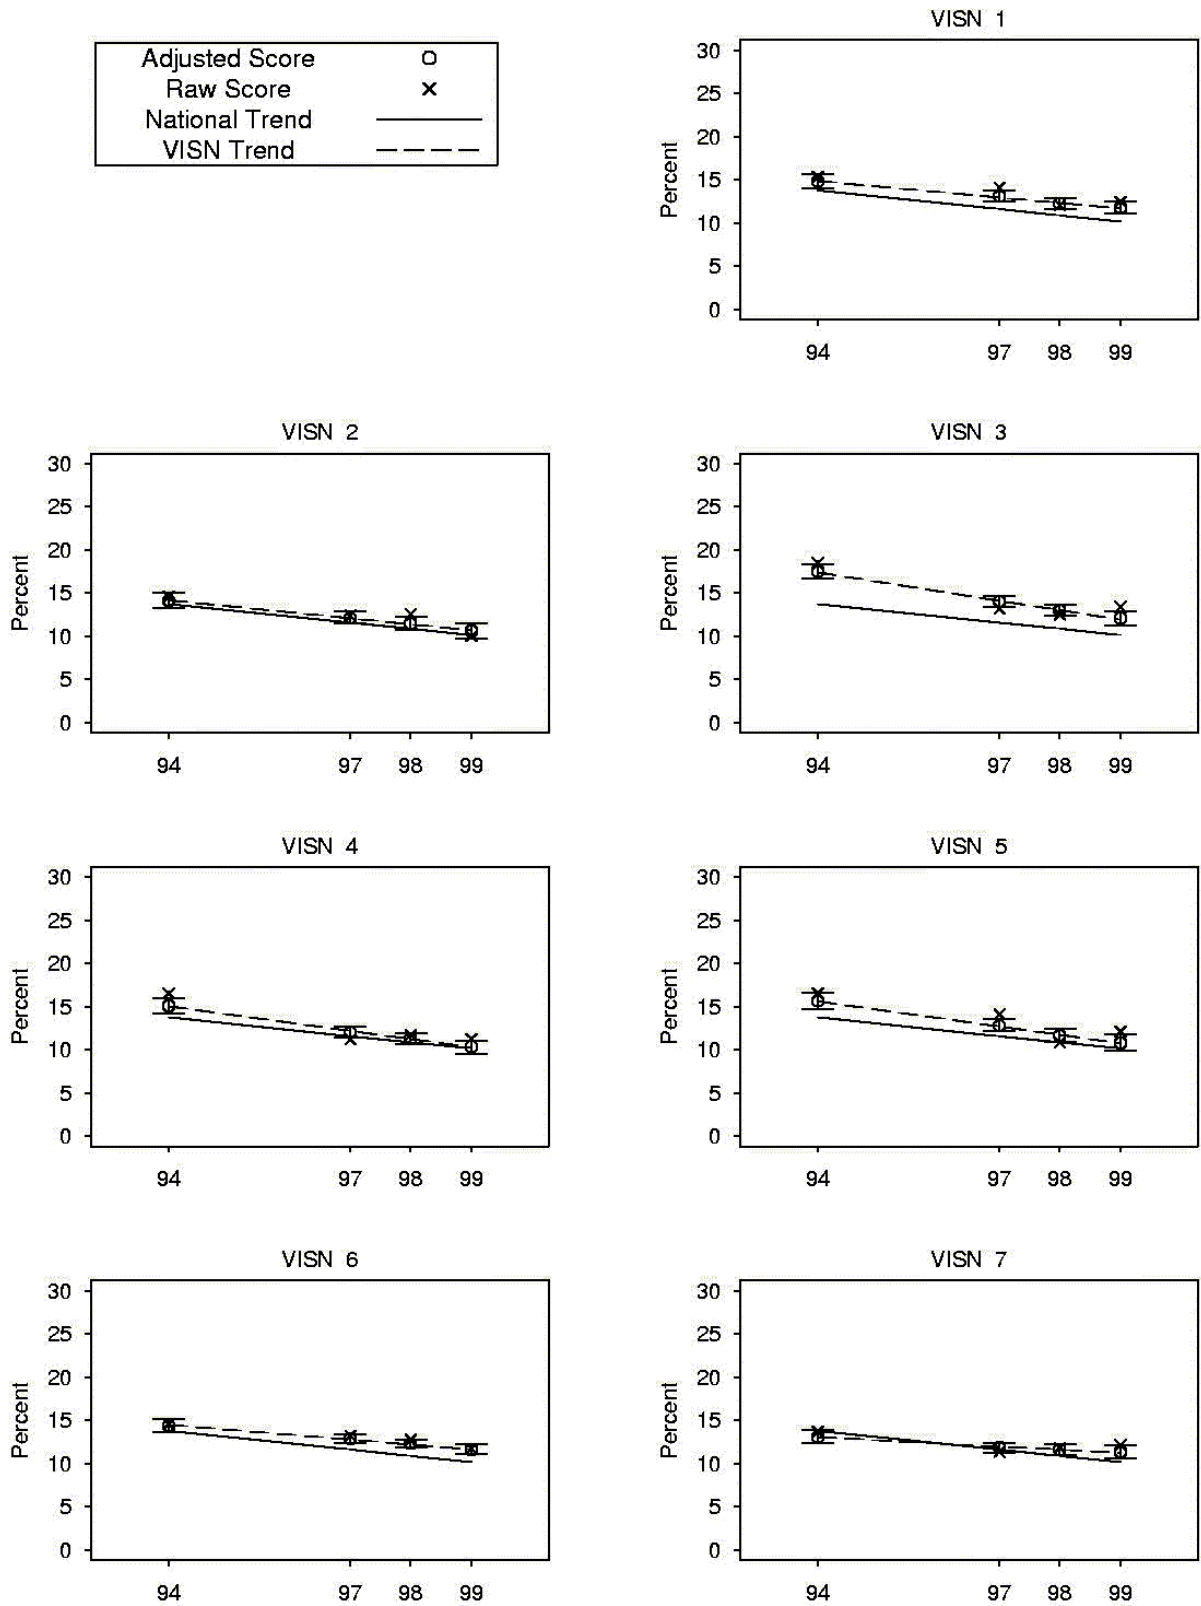 VISN 1
Adjusted Score
Raw Score
National Trend
VISN Trend
Percent
30
25
20
15
10
5
0
94 97 98 99
VISN 2
Percent
30
25
20
15
10
5
0
94 97 98 99
VISN 3
Percent
30
25
20
15
10
5
0
94 97 98 99
VISN 4
Percent
30
25
20
15
10
5
0
94 97 98 99
VISN 5
Percent
30
25
20
15
10
5
0
94 97 98 99
VISN 6
Percent
30
25
20
15
10
5
0
94 97 98 99
VISN 7
Percent
30
25
20
15
10
5
0
94 97 98 99